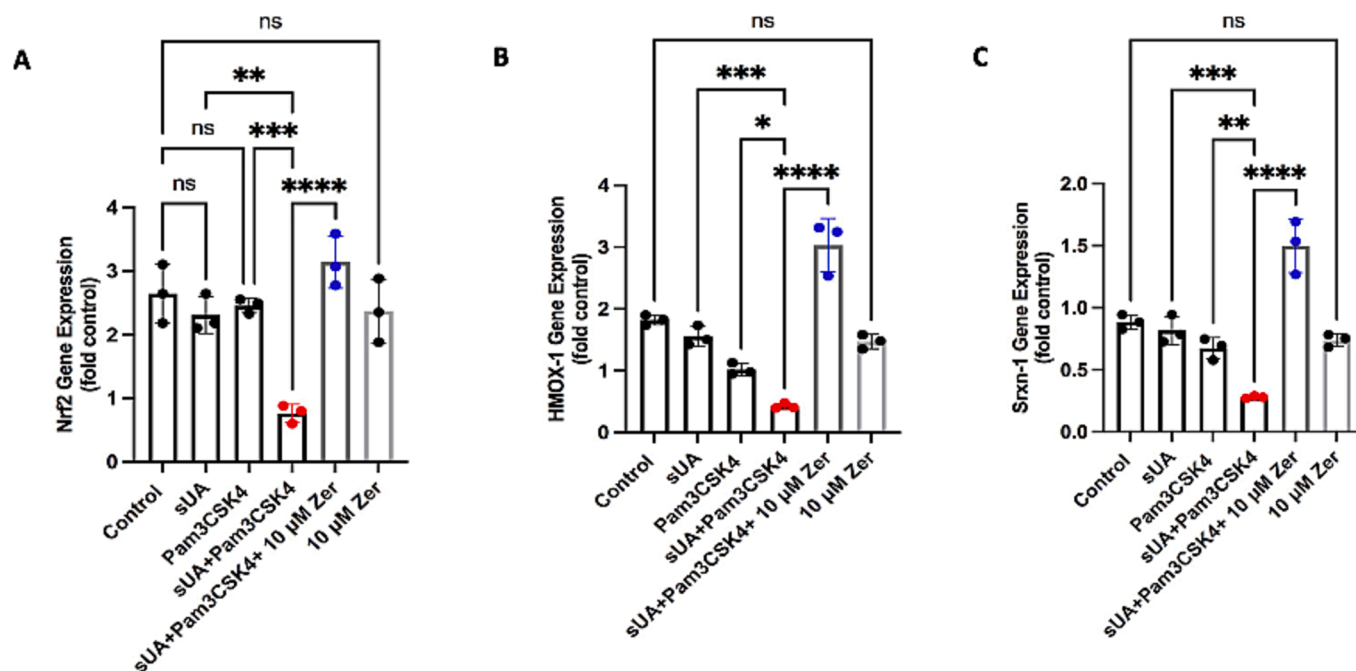 A
ns
**
ns
***
ns
****
Nrf2 Gene Expression
(fold control)
4
3
2
1
0
Control
sUA
Pam3CSK4
sUA+Pam3CSK4
sUA+Pam3CSK4+ 10 µM Zer
10 µM Zer
B
ns
***
*
****
HMOX-1 Gene Expression
(fold control)
4
3
2
1
0
Control
sUA
Pam3CSK4
sUA+Pam3CSK4
sUA+Pam3CSK4+ 10 µM Zer
10 µM Zer
C
ns
***
**
****
Srxn-1 Gene Expression
(fold control)
2.0
1.5
1.0
0.5
0.0
Control
sUA
Pam3CSK4
sUA+Pam3CSK4
sUA+Pam3CSK4+ 10 µM Zer
10 µM Zer